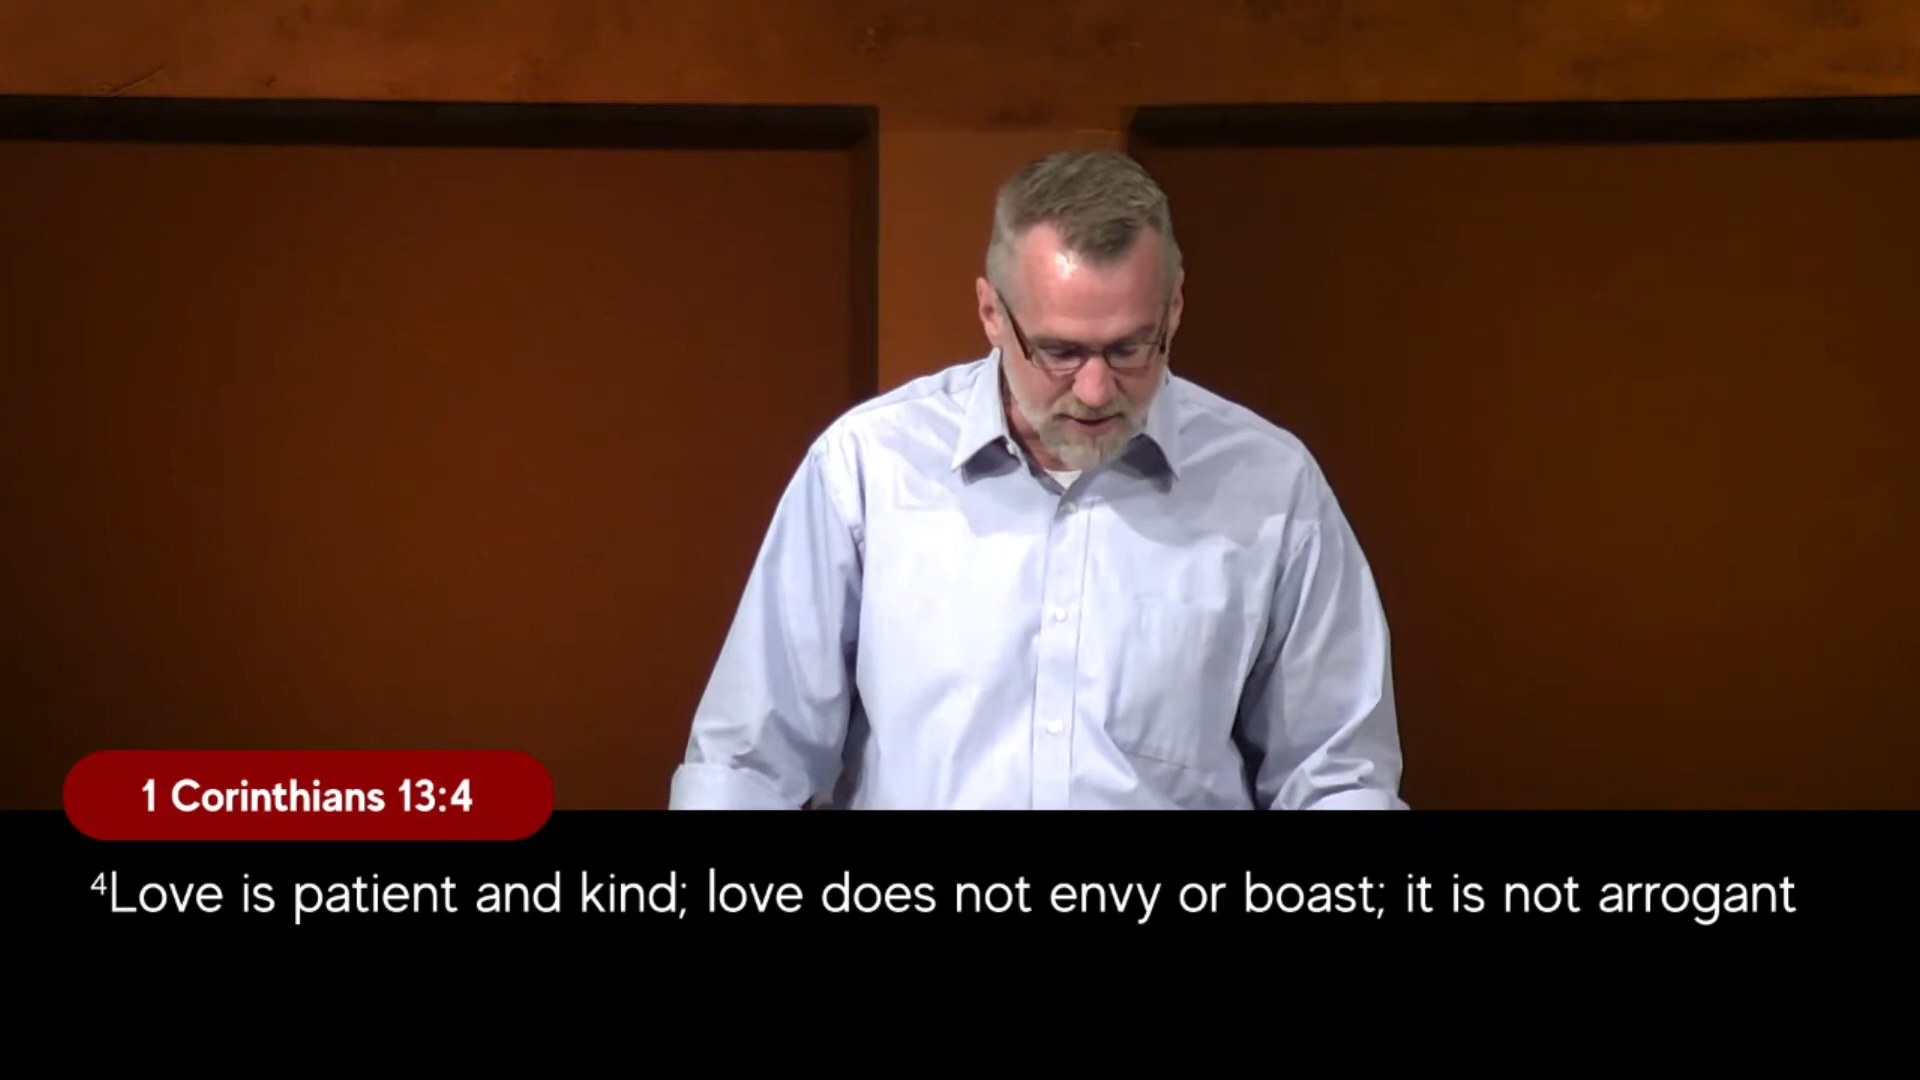 1 Corinthians 13:4
⁴Love is patient and kind; love does not envy or boast; it is not arrogant